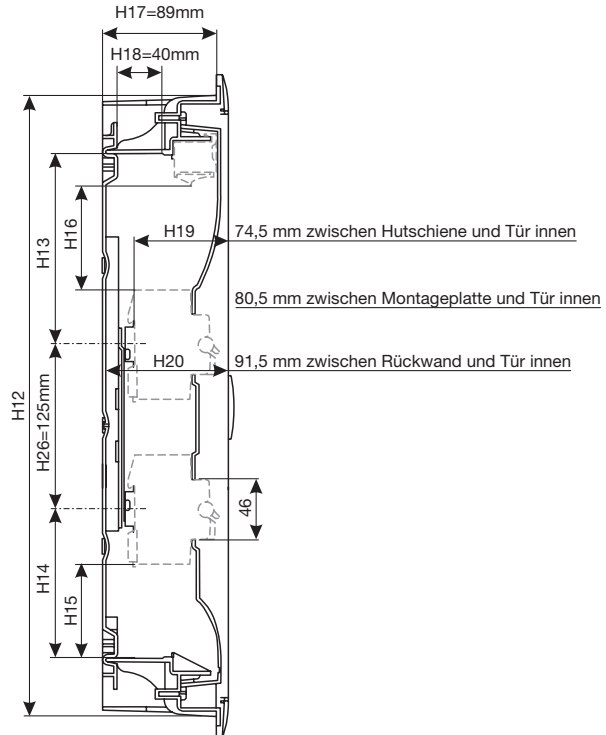 H17=89mm
H18=40mm
H16
H13
H19
74,5 mm zwischen Hutschiene und Tür innen
80,5 mm zwischen Montageplatte und Tür innen
H20
91,5 mm zwischen Rückwand und Tür innen
H12
H26=125mm
46
H14
H15